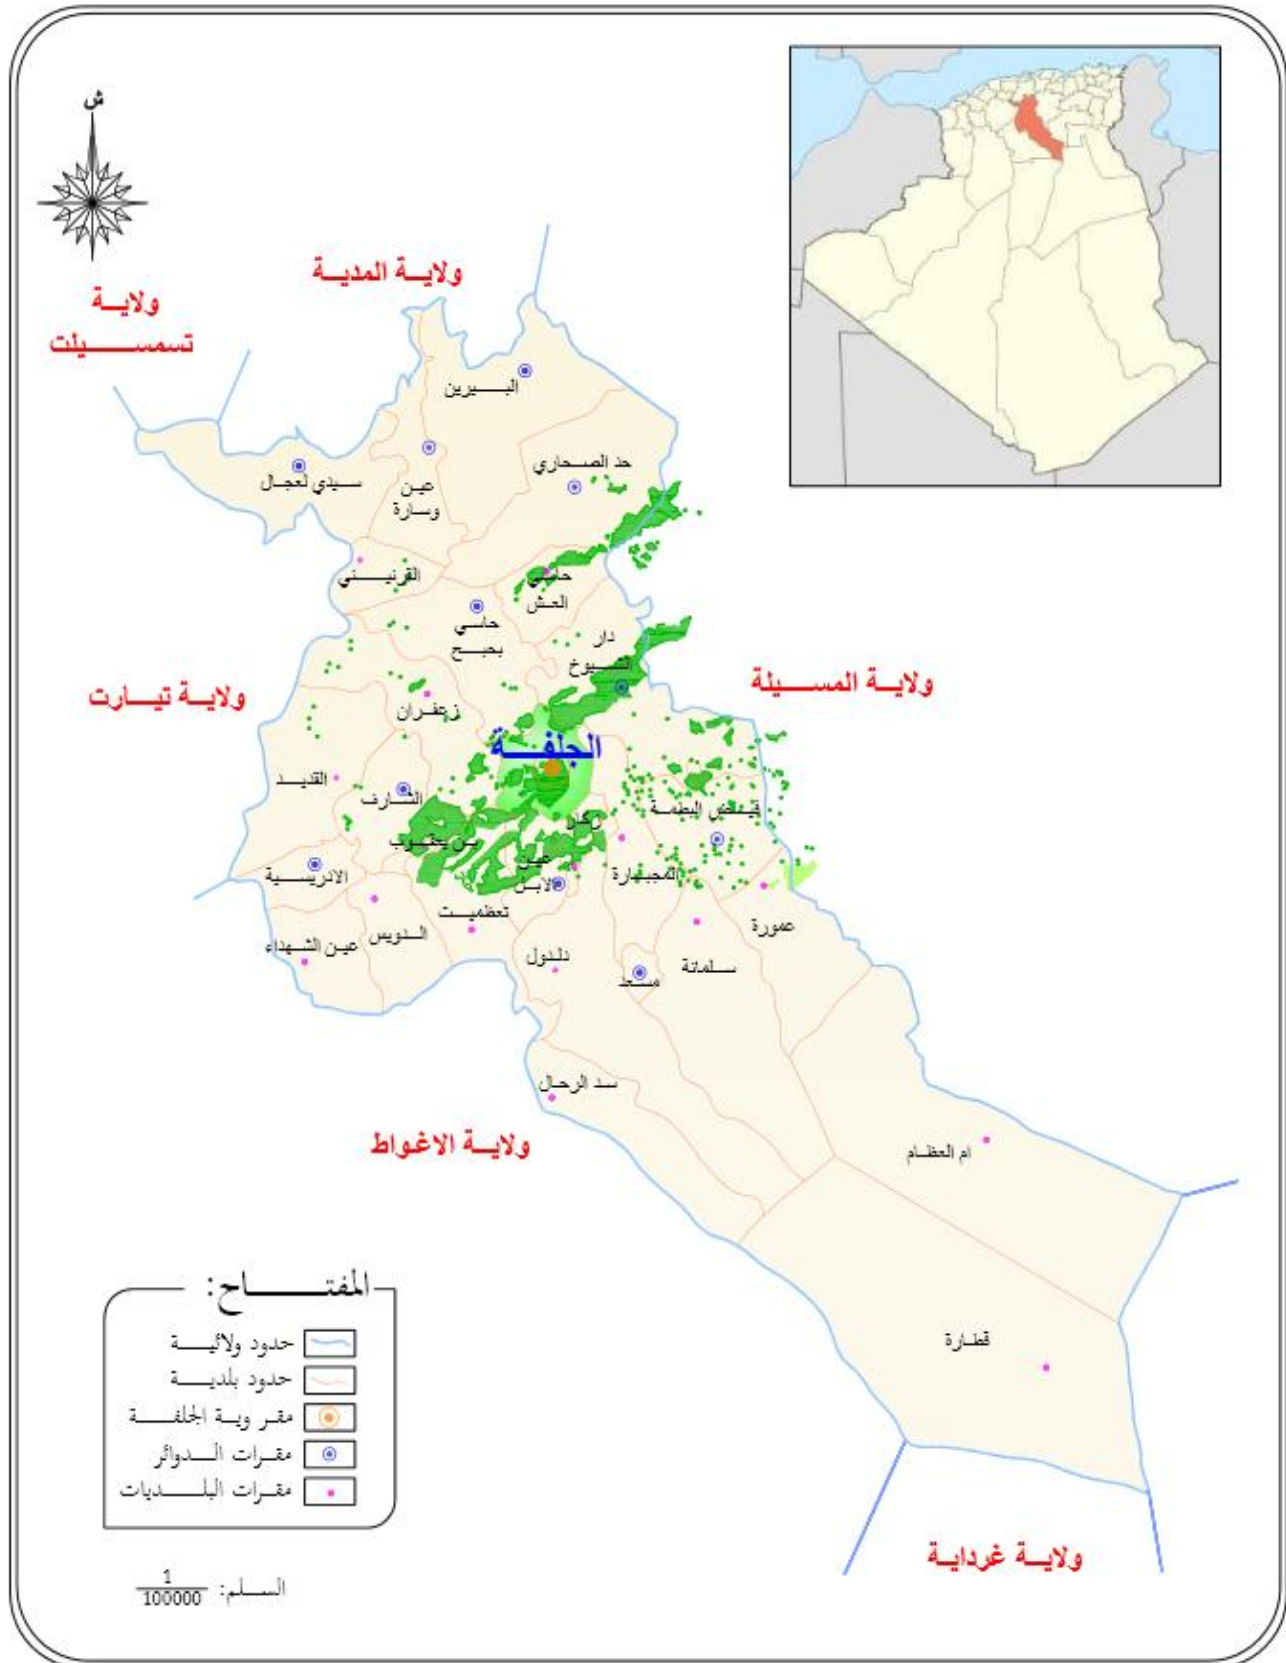 ش
ولاية المدية
ولاية
تسمسيلت
البيرين
حد الصحاري
سيدي لعجال
عين
وسارة
القرنيني
حاسي
العش
حاسي
بحبح
دار
الشيوخ
ولاية المسيلة
ولاية تيارت
زعفران
الجلفة
القديد
الشارف
فيض البطمة
زكار
بن يعقوب
عين
الابل
المجبارة
الادريسية
تعظميت
عمورة
الدويس
عين الشهداء
دلدول
سلمانة
مسعد
سد الرحال
ولاية الاغواط
ام العظام
قطارة
المفتاح:
حدود ولائية
حدود بلدية
مقر وية الجلفة
مقرات الدوائر
مقرات البلديات
ولاية غرداية
السلم: 1/100000